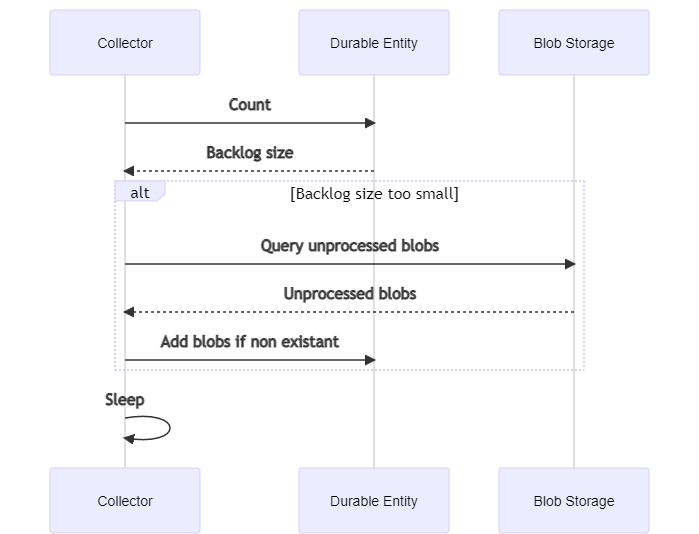 Collector
Durable Entity
Blob Storage
Count
Backlog size
alt
[Backlog size too small]
Query unprocessed blobs
Unprocessed blobs
Add blobs if non existant
Sleep
Collector
Durable Entity
Blob Storage